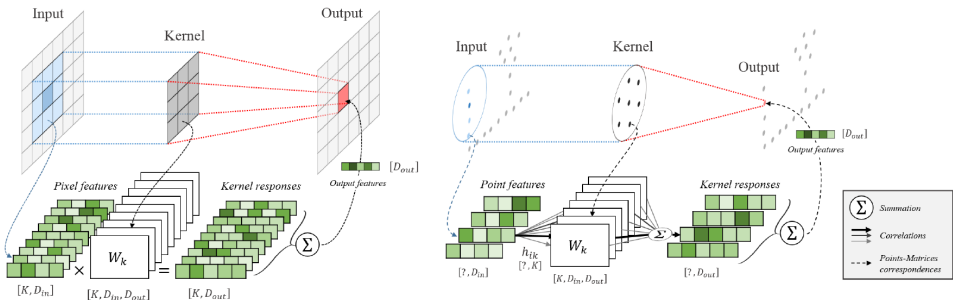 Input
Kernel
Output
[D_out]
Output features
Pixel features
Kernel responses
W_k
×
=
Σ
[K, D_in]
[K, D_in, D_out]
[K, D_out]
Input
Kernel
Output
[D_out]
Output features
Point features
Kernel responses
h_ik
[?, K]
W_k
Σ
Σ
[?, D_in]
[K, D_in, D_out]
[?, D_out]
Σ Summation
Correlations
Points-Matrices
correspondences